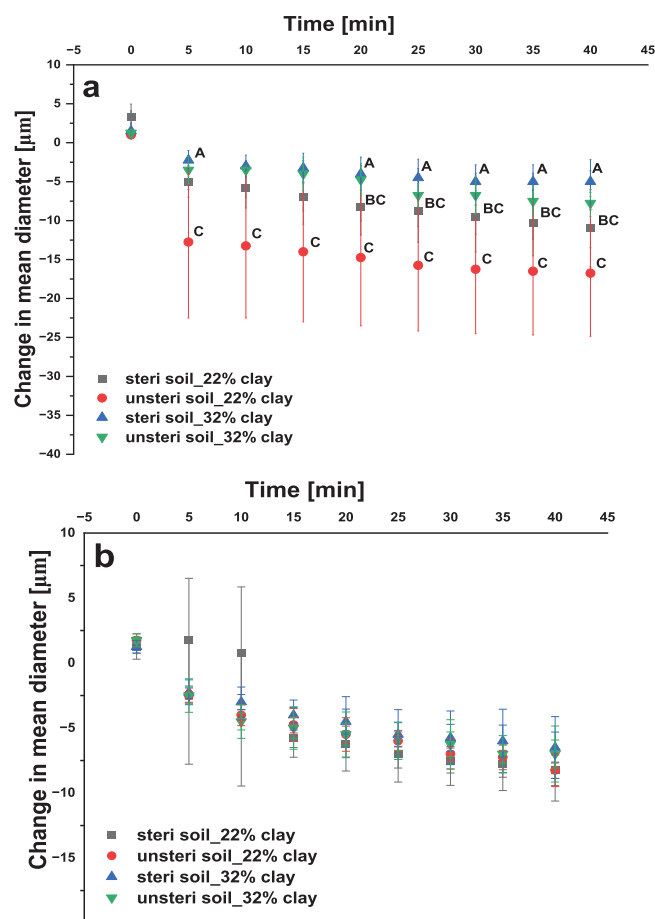 Time [min]
−5 0 5 10 15 20 25 30 35 40 45
10
5
0
−5
−10
−15
−20
−25
−30
−35
−40
Change in mean diameter [μm]
a
A A A A A A
BC BC BC BC BC
C C C C C C C C
steri soil_22% clay
unsteri soil_22% clay
steri soil_32% clay
unsteri soil_32% clay
Time [min]
−5 0 5 10 15 20 25 30 35 40 45
10
5
0
−5
−10
−15
Change in mean diameter [μm]
b
steri soil_22% clay
unsteri soil_22% clay
steri soil_32% clay
unsteri soil_32% clay